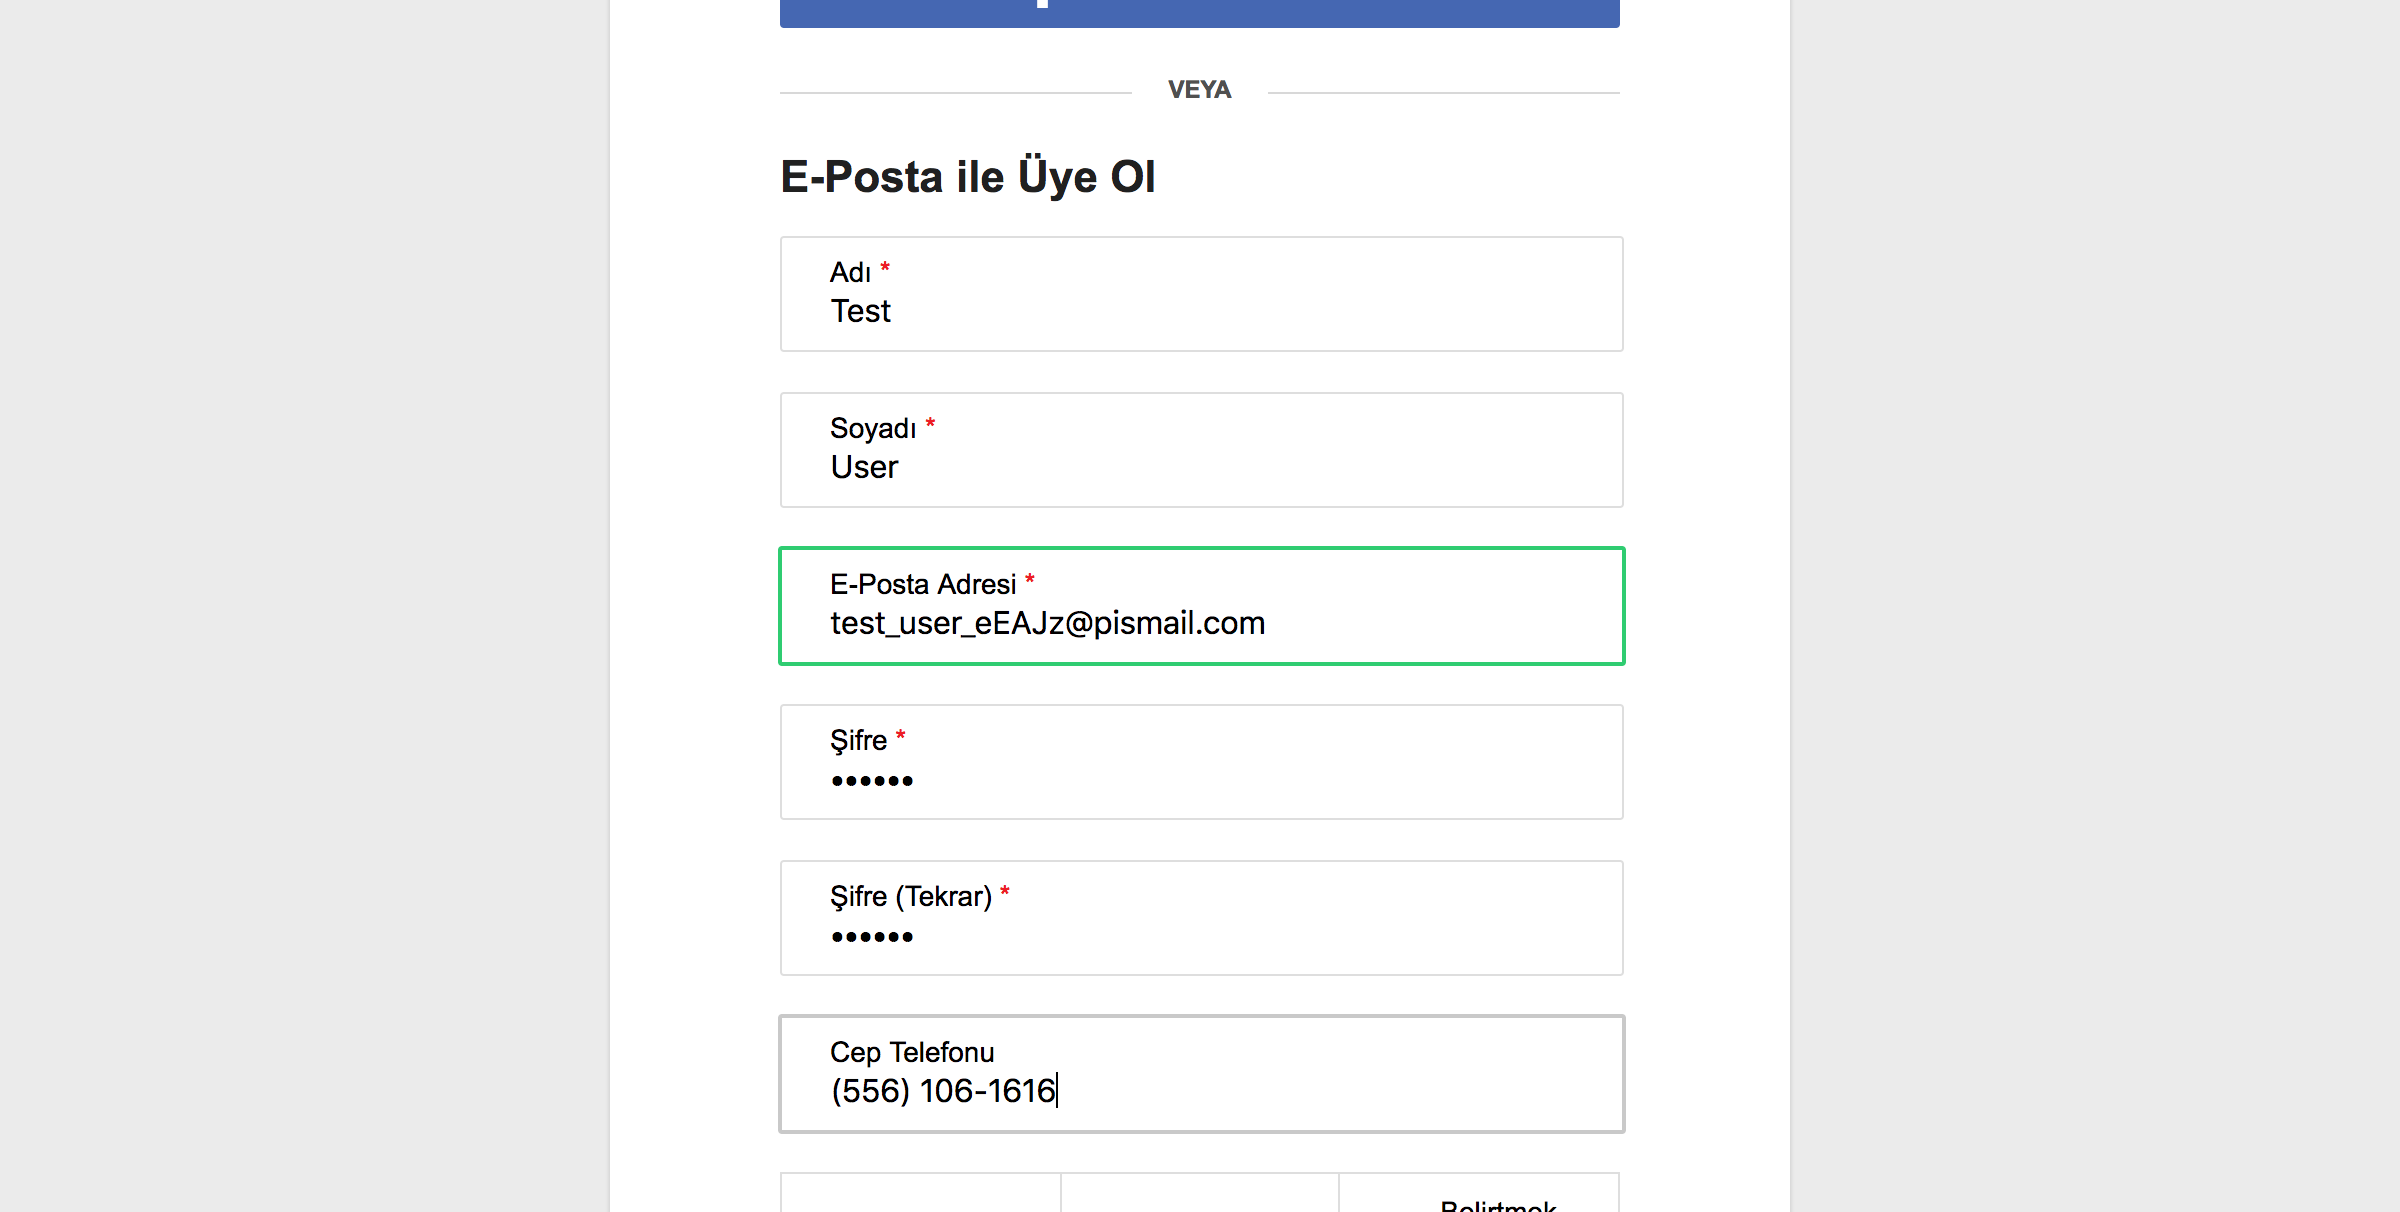 VEYA
E-Posta ile Üye Ol
Adı *
Test
Soyadı *
User
E-Posta Adresi *
test_user_eEAJz@pismail.com
Şifre *
••••••
Şifre (Tekrar) *
••••••
Cep Telefonu
(556) 106-1616
Belirtmek